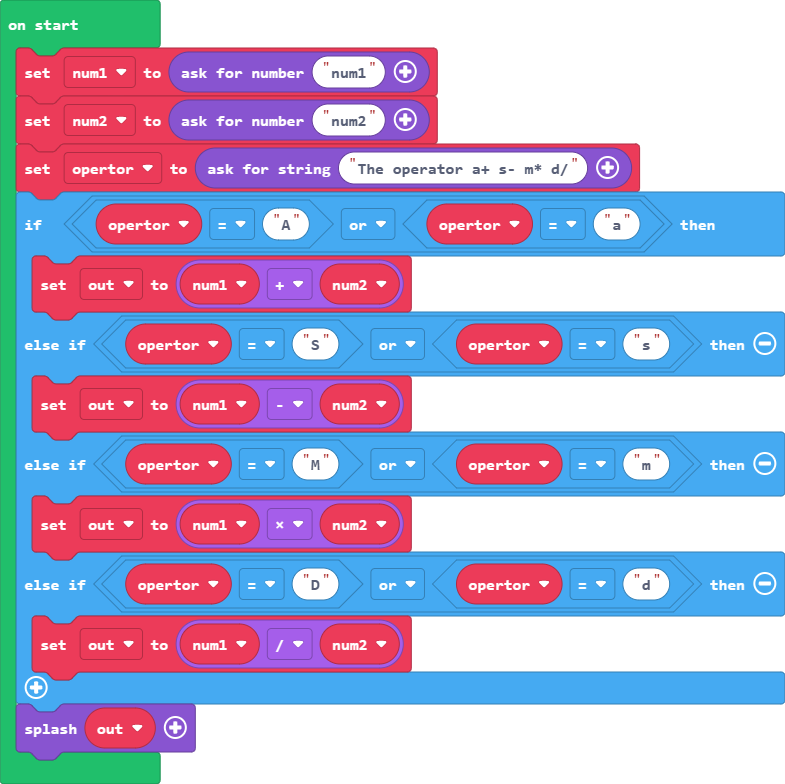 on start
set num1 to ask for number "num1"
set num2 to ask for number "num2"
set opertor to ask for string "The operator a+ s- m* d/"
if opertor = "A" or opertor = "a" then
set out to num1 + num2
else if opertor = "S" or opertor = "s" then
set out to num1 - num2
else if opertor = "M" or opertor = "m" then
set out to num1 × num2
else if opertor = "D" or opertor = "d" then
set out to num1 / num2
splash out